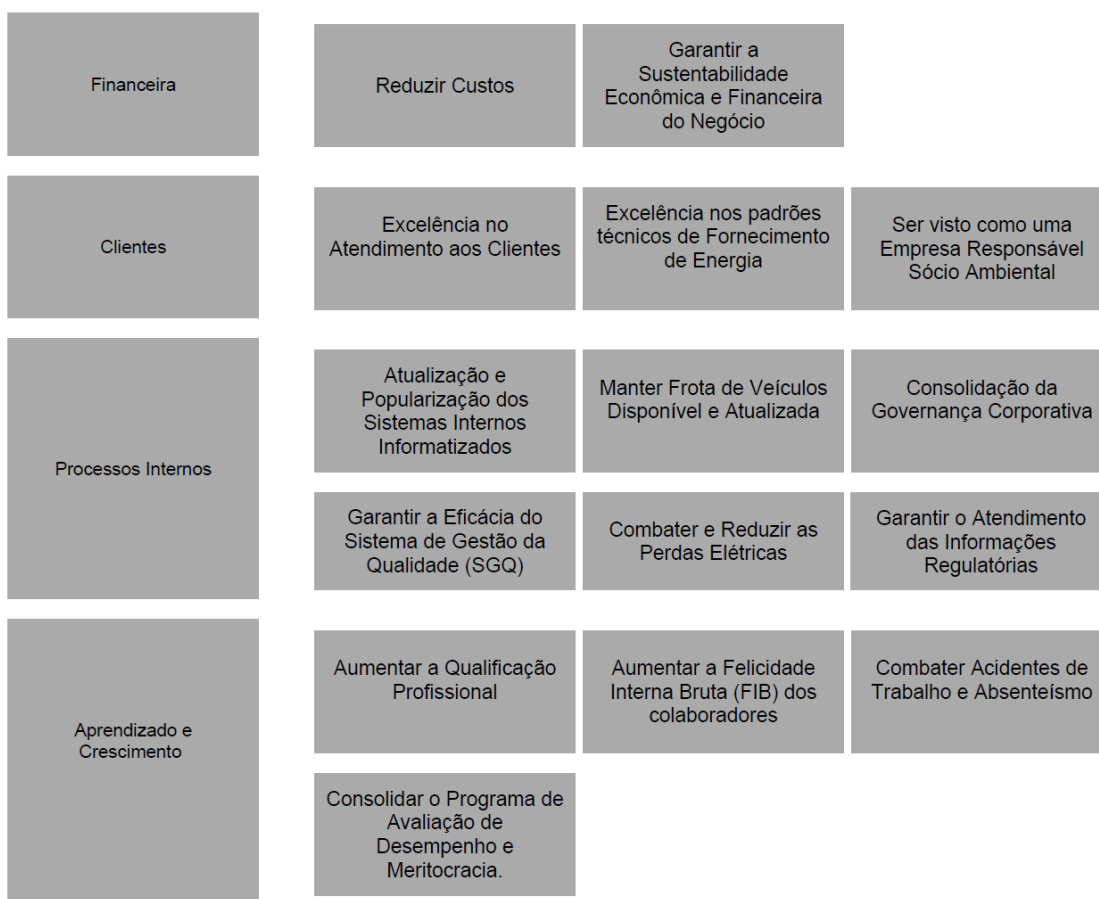 Financeira
Reduzir Custos
Garantir a
Sustentabilidade
Econômica e Financeira
do Negócio
Clientes
Excelência no
Atendimento aos Clientes
Excelência nos padrões
técnicos de Fornecimento
de Energia
Ser visto como uma
Empresa Responsável
Sócio Ambiental
Processos Internos
Atualização e
Popularização dos
Sistemas Internos
Informatizados
Manter Frota de Veículos
Disponível e Atualizada
Consolidação da
Governança Corporativa
Garantir a Eficácia do
Sistema de Gestão da
Qualidade (SGQ)
Combater e Reduzir as
Perdas Elétricas
Garantir o Atendimento
das Informações
Regulatórias
Aprendizado e
Crescimento
Aumentar a Qualificação
Profissional
Aumentar a Felicidade
Interna Bruta (FIB) dos
colaboradores
Combater Acidentes de
Trabalho e Absenteísmo
Consolidar o Programa de
Avaliação de
Desempenho e
Meritocracia.